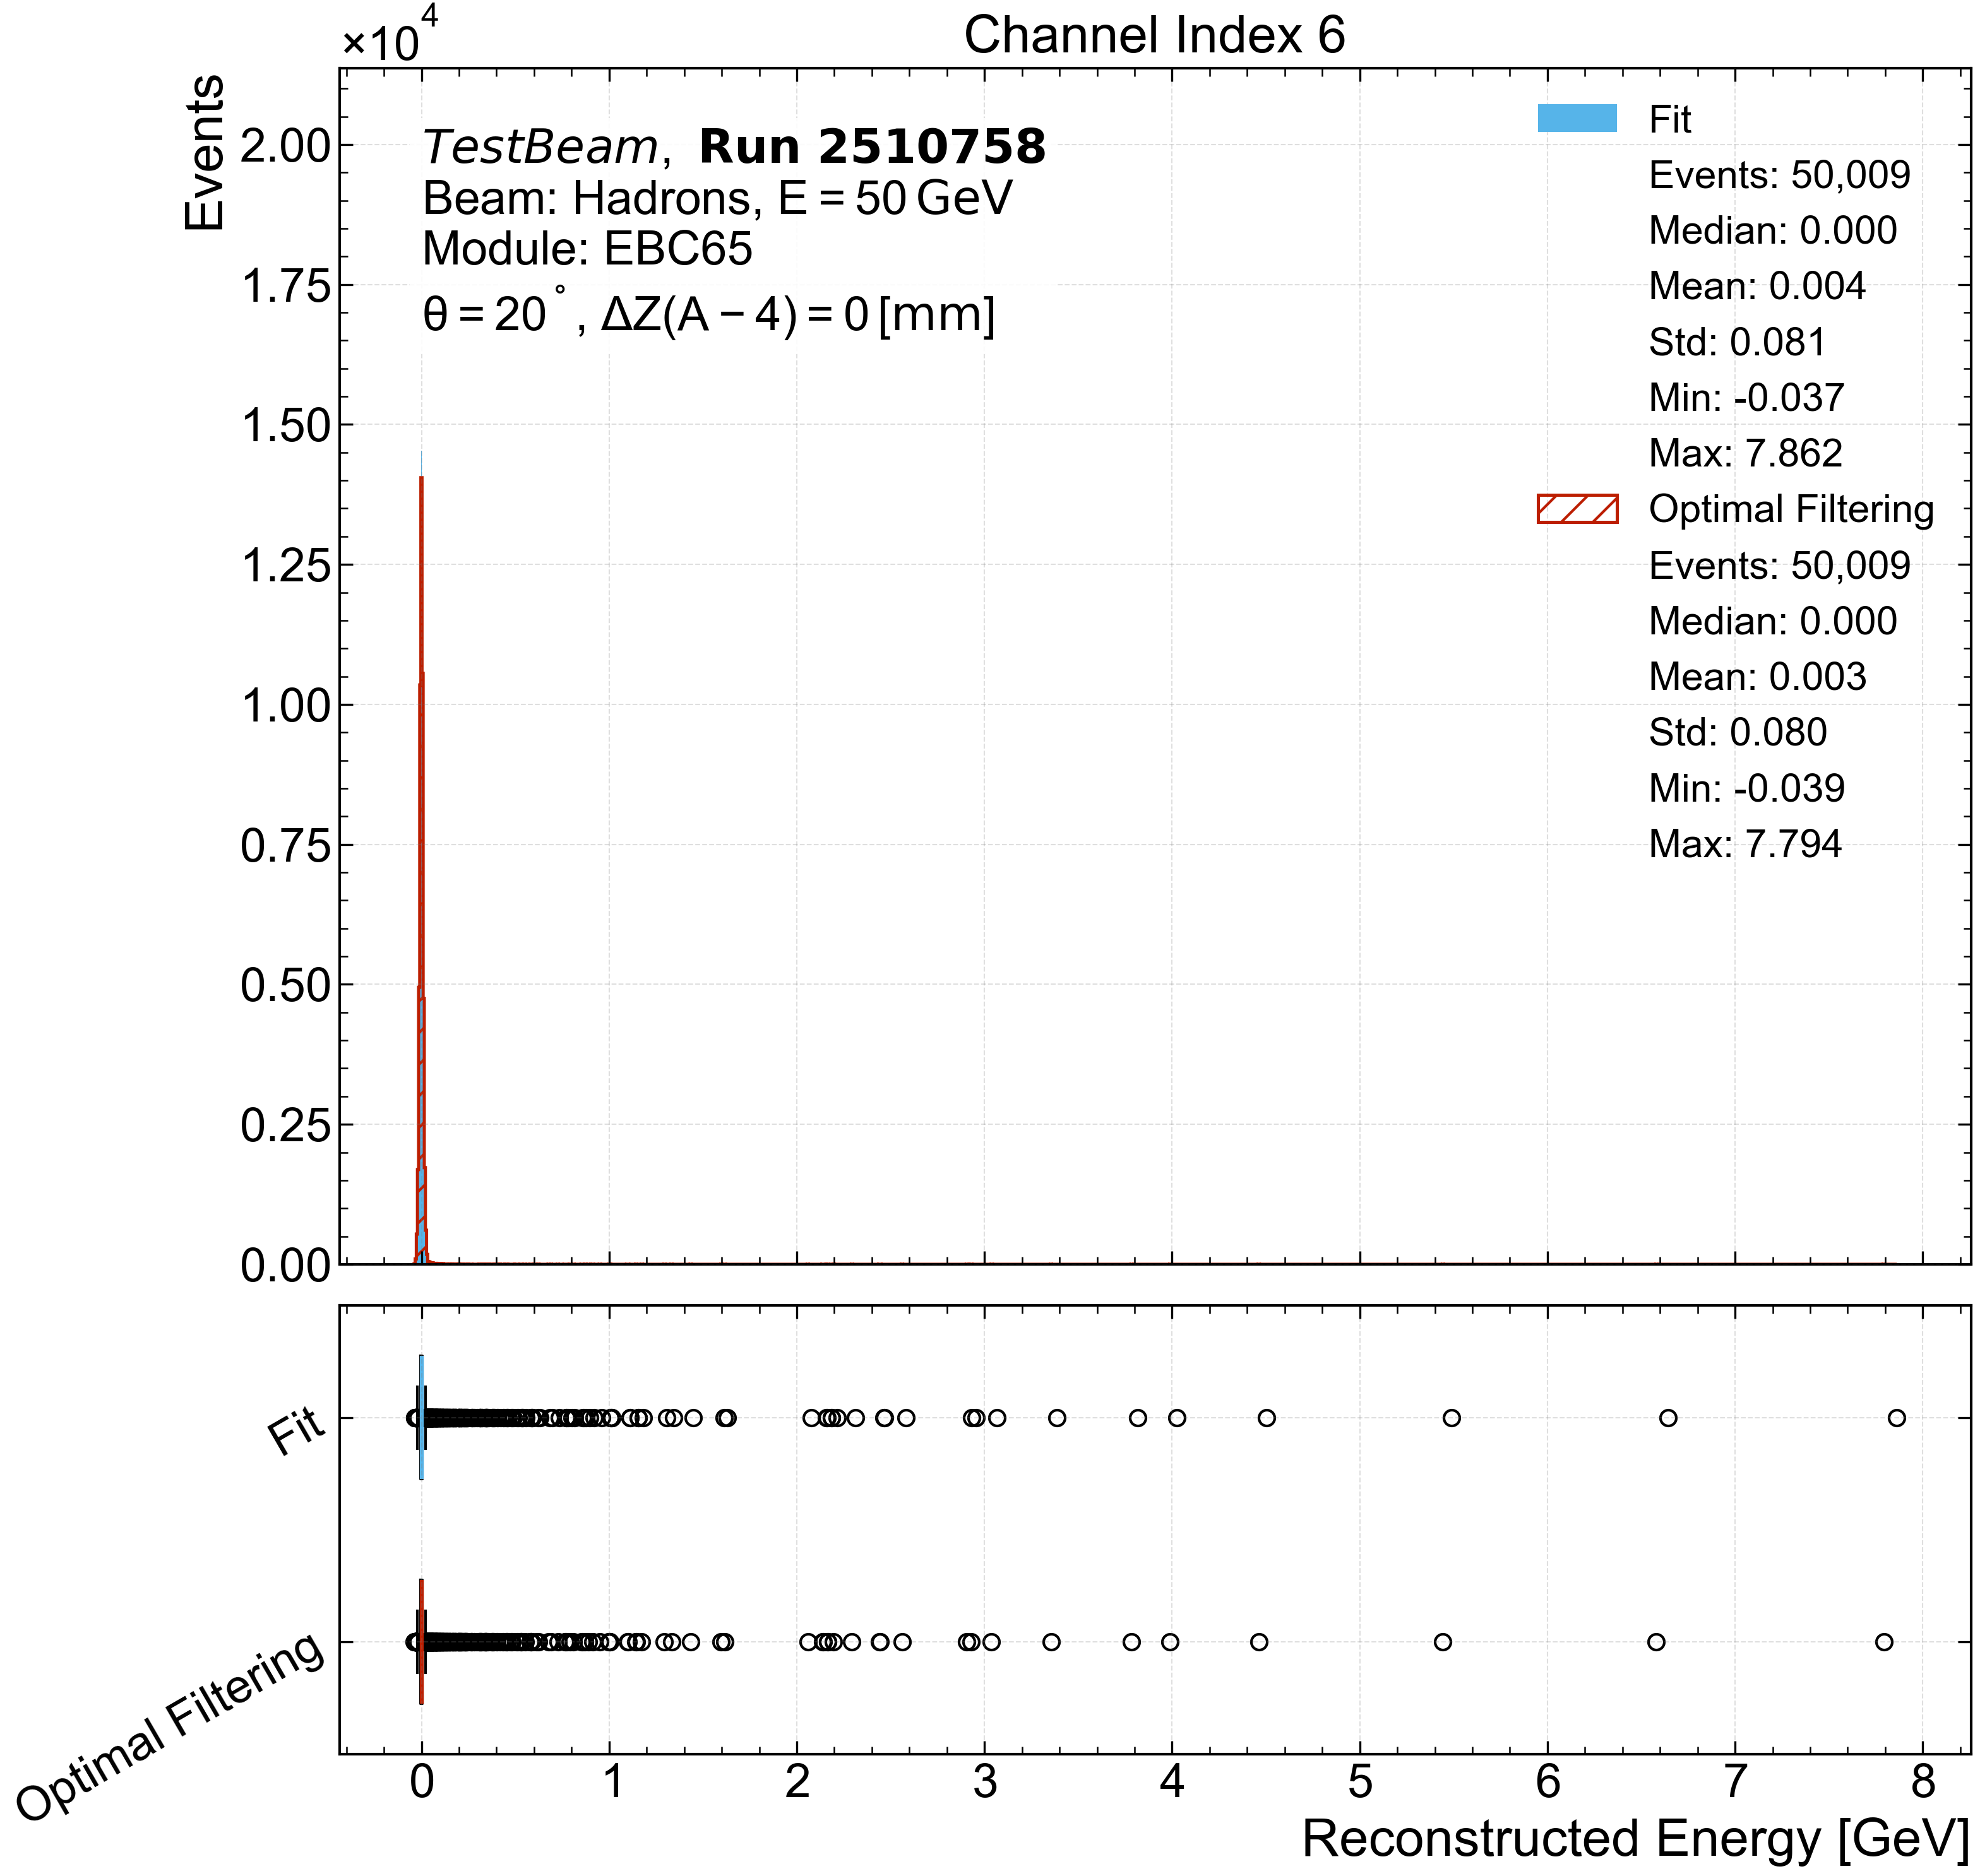 ×10⁴
Channel Index 6
Events
2.00
1.75
1.50
1.25
1.00
0.75
0.50
0.25
0.00
TestBeam, Run 2510758
Beam: Hadrons, E = 50 GeV
Module: EBC65
θ = 20°, ΔZ(A − 4) = 0 [mm]
Fit
Events: 50,009
Median: 0.000
Mean: 0.004
Std: 0.081
Min: -0.037
Max: 7.862
Optimal Filtering
Events: 50,009
Median: 0.000
Mean: 0.003
Std: 0.080
Min: -0.039
Max: 7.794
Fit
Optimal Filtering
0 1 2 3 4 5 6 7 8
Reconstructed Energy [GeV]